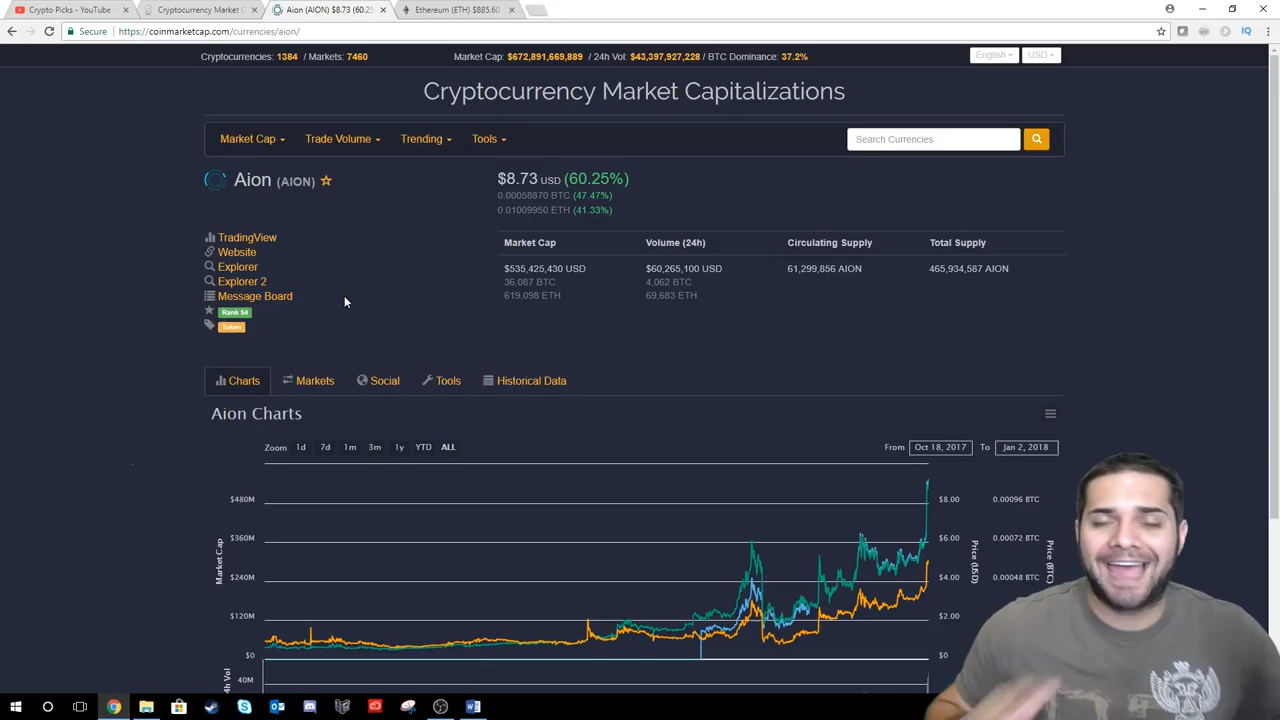 Crypto Picks - YouTube
Cryptocurrency Market C
Aion (AION) $8.73 (60.25%
Ethereum (ETH) $885.60
Secure | https://coinmarketcap.com/currencies/aion/
Cryptocurrencies: 1384 / Markets: 7460
Market Cap: $672,891,669,889 / 24h Vol: $43,397,927,228 / BTC Dominance: 37.2%
English
USD
Cryptocurrency Market Capitalizations
Market Cap
Trade Volume
Trending
Tools
Search Currencies
Aion (AION)
$8.73 USD (60.25%)
0.00058870 BTC (47.47%)
0.01009950 ETH (41.33%)
TradingView
Website
Explorer
Explorer 2
Message Board
Rank 54
Token
Market Cap
Volume (24h)
Circulating Supply
Total Supply
$535,425,430 USD
$60,265,100 USD
61,299,856 AION
465,934,587 AION
36,087 BTC
4,062 BTC
619,098 ETH
69,683 ETH
Charts
Markets
Social
Tools
Historical Data
Aion Charts
Zoom 1d 7d 1m 3m 1y YTD ALL
From Oct 18, 2017 To Jan 2, 2018
$480M
$8.00
0.00096 BTC
$360M
$6.00
0.00072 BTC
$240M
$4.00
0.00048 BTC
$120M
$2.00
$0
$0
Market Cap
Price (USD)
Price (BTC)
40M
24h Vol